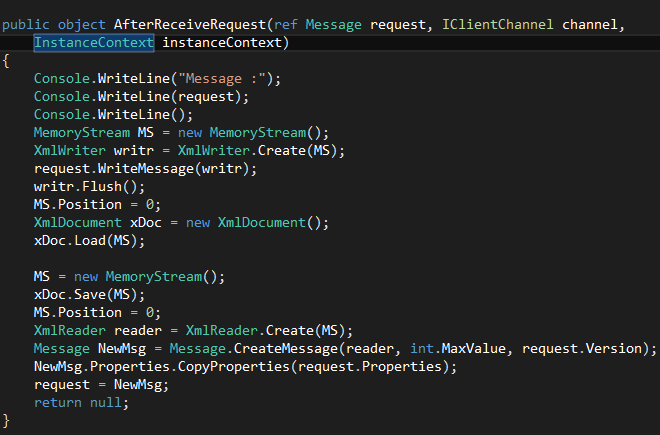 public object AfterReceiveRequest(ref Message request, IClientChannel channel,
    InstanceContext instanceContext)
{
    Console.WriteLine("Message :");
    Console.WriteLine(request);
    Console.WriteLine();
    MemoryStream MS = new MemoryStream();
    XmlWriter writr = XmlWriter.Create(MS);
    request.WriteMessage(writr);
    writr.Flush();
    MS.Position = 0;
    XmlDocument xDoc = new XmlDocument();
    xDoc.Load(MS);

    MS = new MemoryStream();
    xDoc.Save(MS);
    MS.Position = 0;
    XmlReader reader = XmlReader.Create(MS);
    Message NewMsg = Message.CreateMessage(reader, int.MaxValue, request.Version);
    NewMsg.Properties.CopyProperties(request.Properties);
    request = NewMsg;
    return null;
}